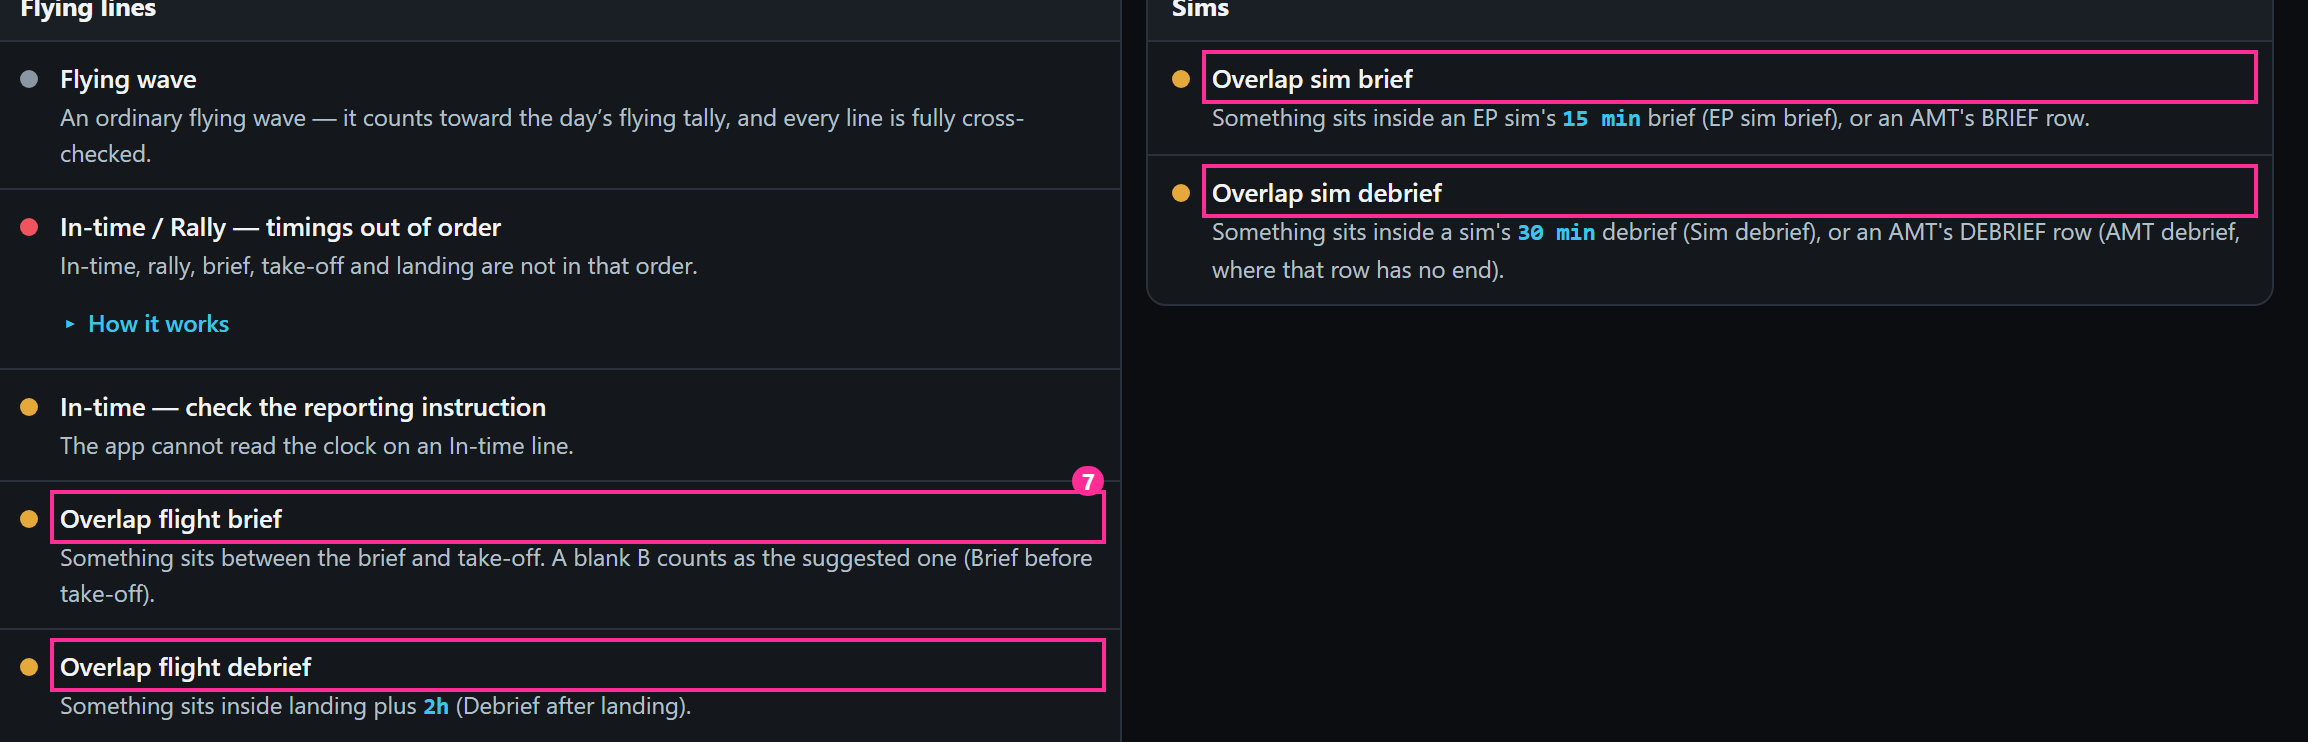 Flying lines
Flying wave
An ordinary flying wave — it counts toward the day’s flying tally, and every line is fully cross-
checked.
In-time / Rally — timings out of order
In-time, rally, brief, take-off and landing are not in that order.
▸ How it works
In-time — check the reporting instruction
The app cannot read the clock on an In-time line.
7
Overlap flight brief
Something sits between the brief and take-off. A blank B counts as the suggested one (Brief before
take-off).
Overlap flight debrief
Something sits inside landing plus 2h (Debrief after landing).
Sims
Overlap sim brief
Something sits inside an EP sim's 15 min brief (EP sim brief), or an AMT's BRIEF row.
Overlap sim debrief
Something sits inside a sim's 30 min debrief (Sim debrief), or an AMT's DEBRIEF row (AMT debrief,
where that row has no end).